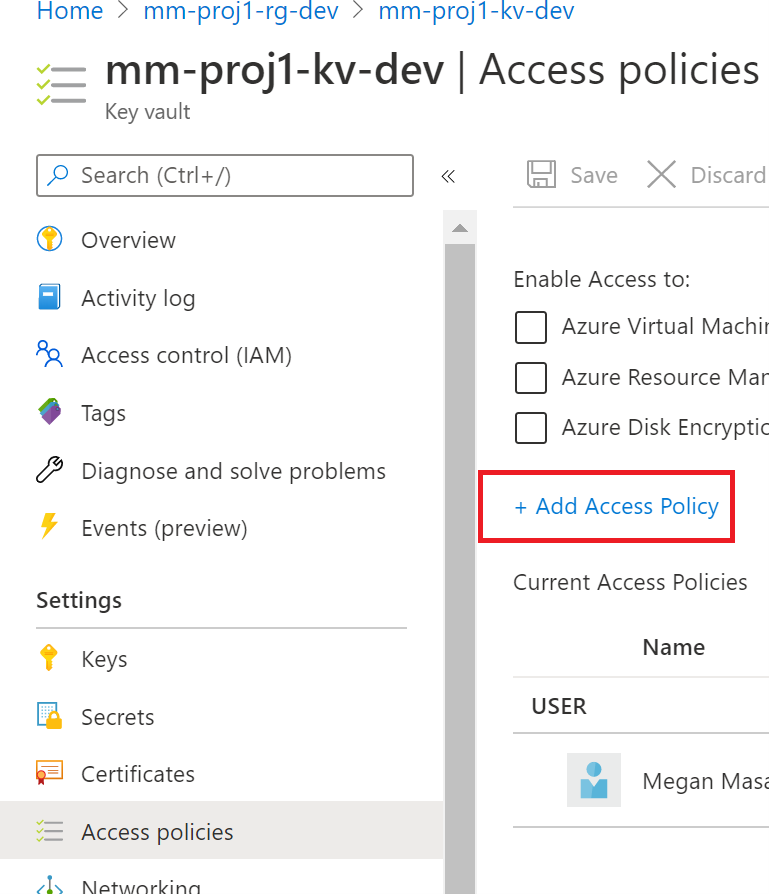 Home > mm-proj1-rg-dev > mm-proj1-kv-dev
mm-proj1-kv-dev | Access policies
Key vault
Search (Ctrl+/)
«
Save
Discard
Overview
Activity log
Access control (IAM)
Tags
Diagnose and solve problems
Events (preview)
Settings
Keys
Secrets
Certificates
Access policies
Networking
Enable Access to:
Azure Virtual Machin
Azure Resource Man
Azure Disk Encryptio
+ Add Access Policy
Current Access Policies
Name
USER
Megan Masa